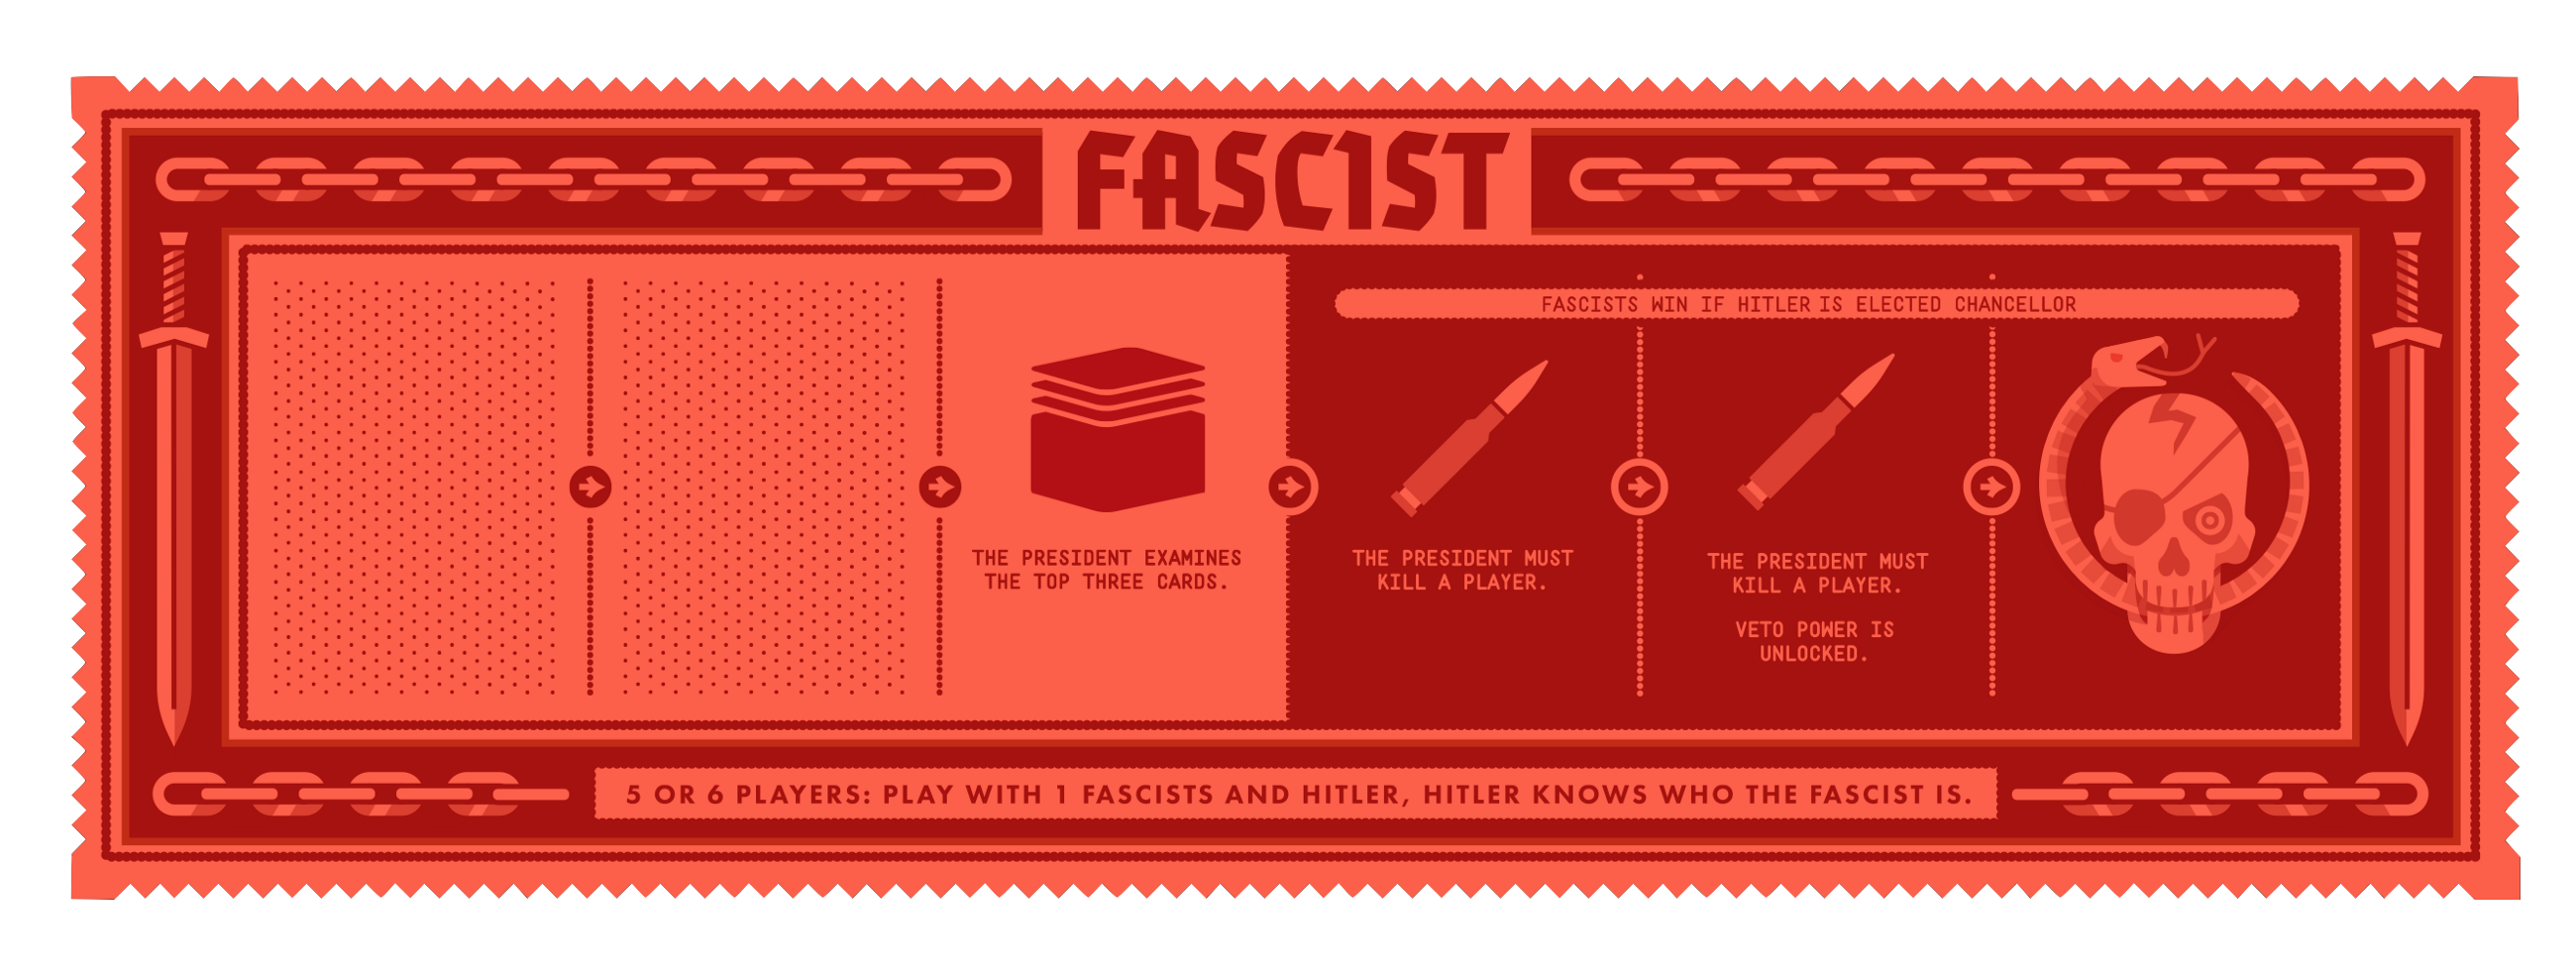 FASCIST
FASCISTS WIN IF HITLER IS ELECTED CHANCELLOR
THE PRESIDENT EXAMINES
THE TOP THREE CARDS.
THE PRESIDENT MUST
KILL A PLAYER.
THE PRESIDENT MUST
KILL A PLAYER.
VETO POWER IS
UNLOCKED.
5 OR 6 PLAYERS: PLAY WITH 1 FASCISTS AND HITLER, HITLER KNOWS WHO THE FASCIST IS.